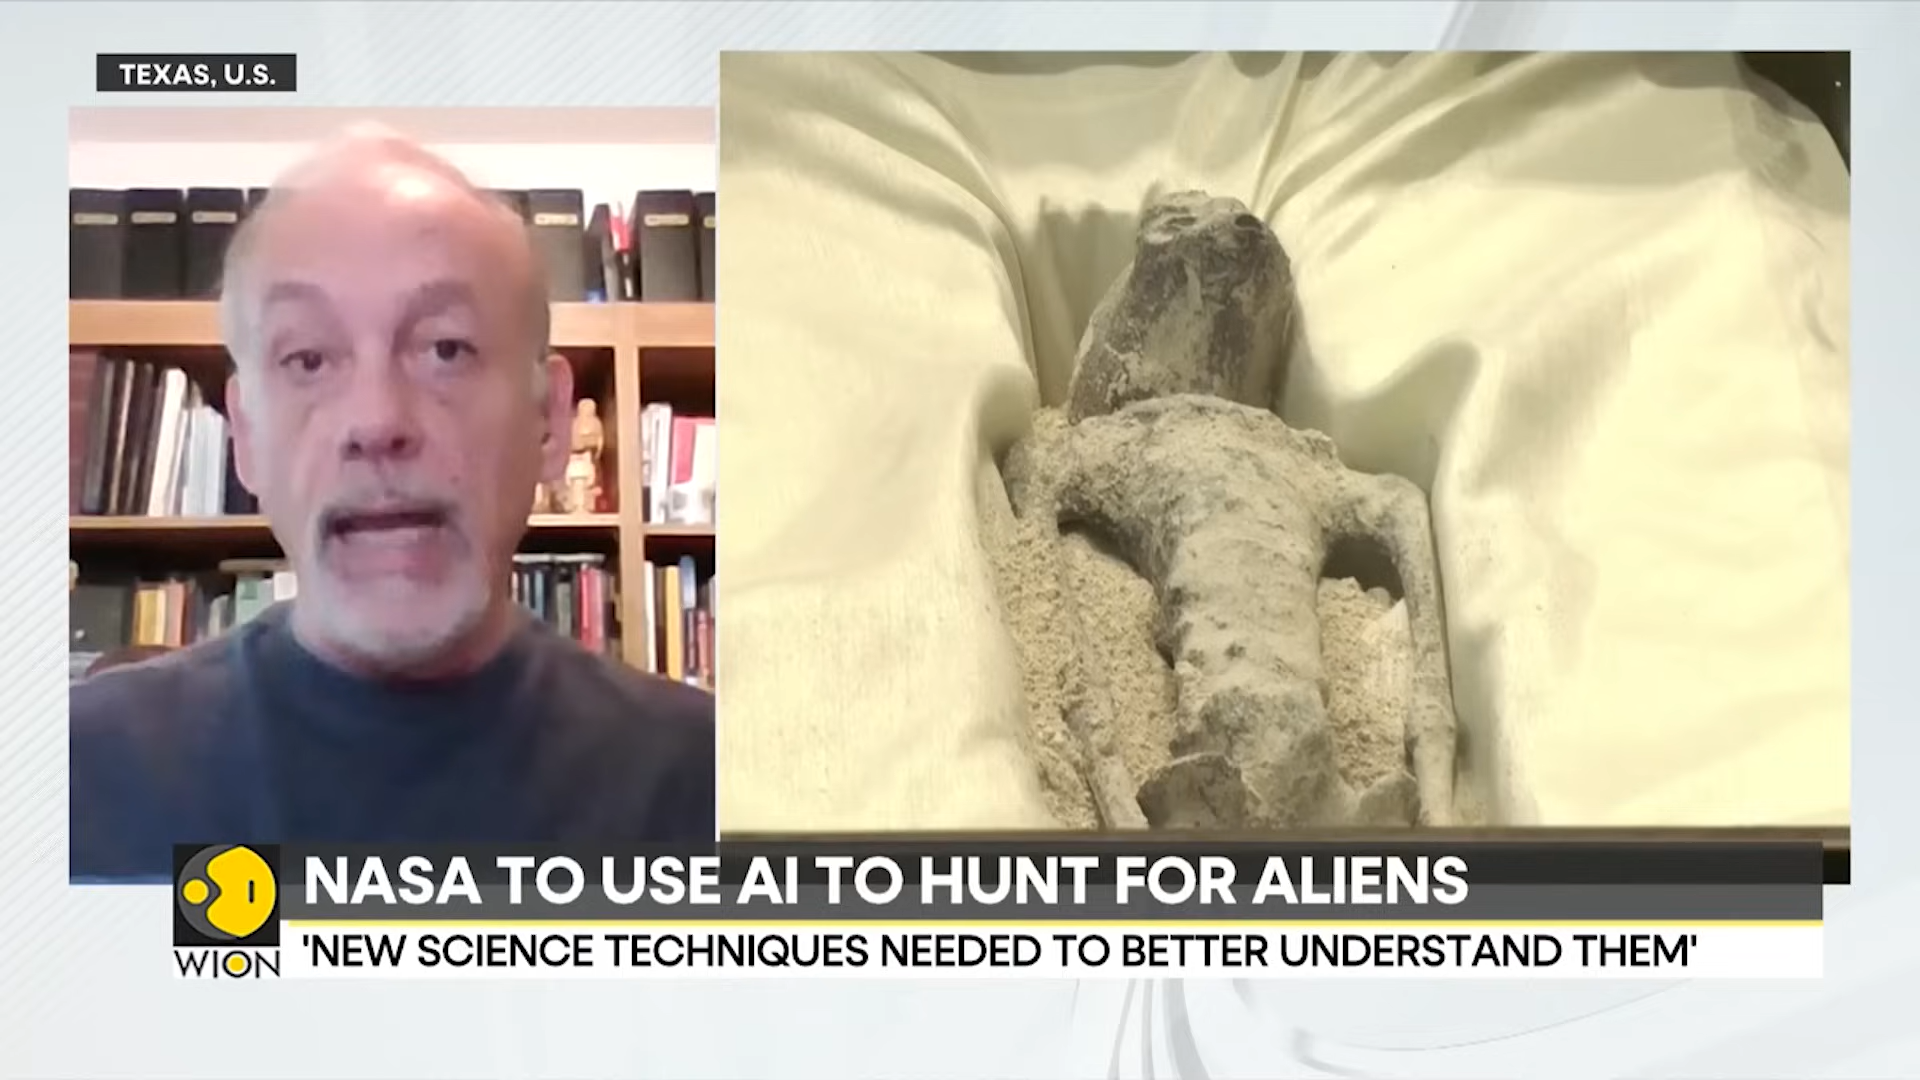 TEXAS, U.S.
NASA TO USE AI TO HUNT FOR ALIENS
'NEW SCIENCE TECHNIQUES NEEDED TO BETTER UNDERSTAND THEM'
WION